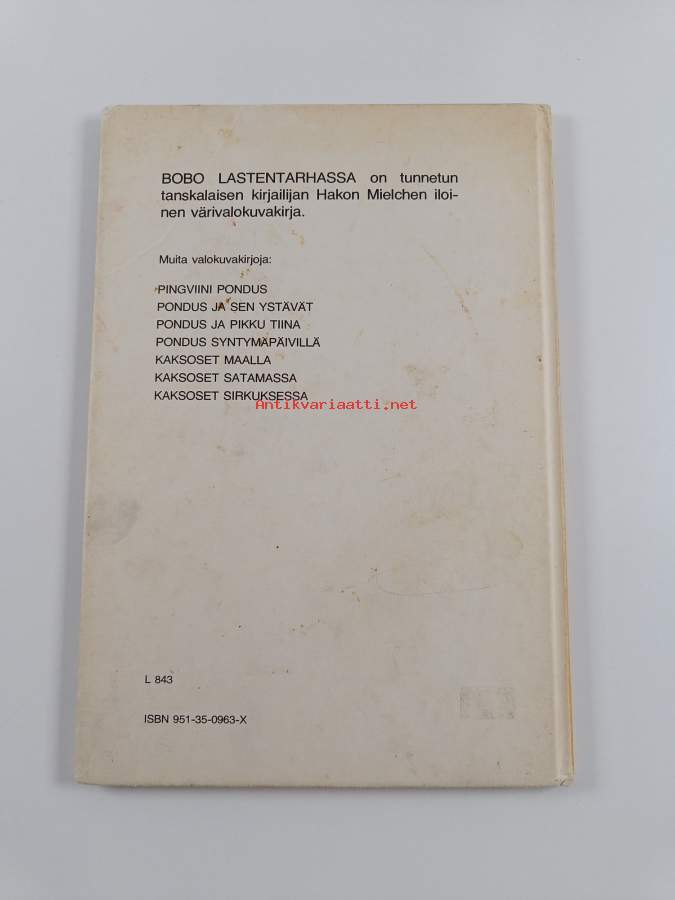 BOBO LASTENTARHASSA on tunnetun
tanskalaisen kirjailijan Hakon Mielchen iloi-
nen värivalokuvakirja.
Muita valokuvakirjoja:
PINGVIINI PONDUS
PONDUS JA SEN YSTÄVÄT
PONDUS JA PIKKU TIINA
PONDUS SYNTYMÄPÄIVILLÄ
KAKSOSET MAALLA
KAKSOSET SATAMASSA
KAKSOSET SIRKUKSESSA
Antikvariaatti.net
L 843
ISBN 951-35-0963-X